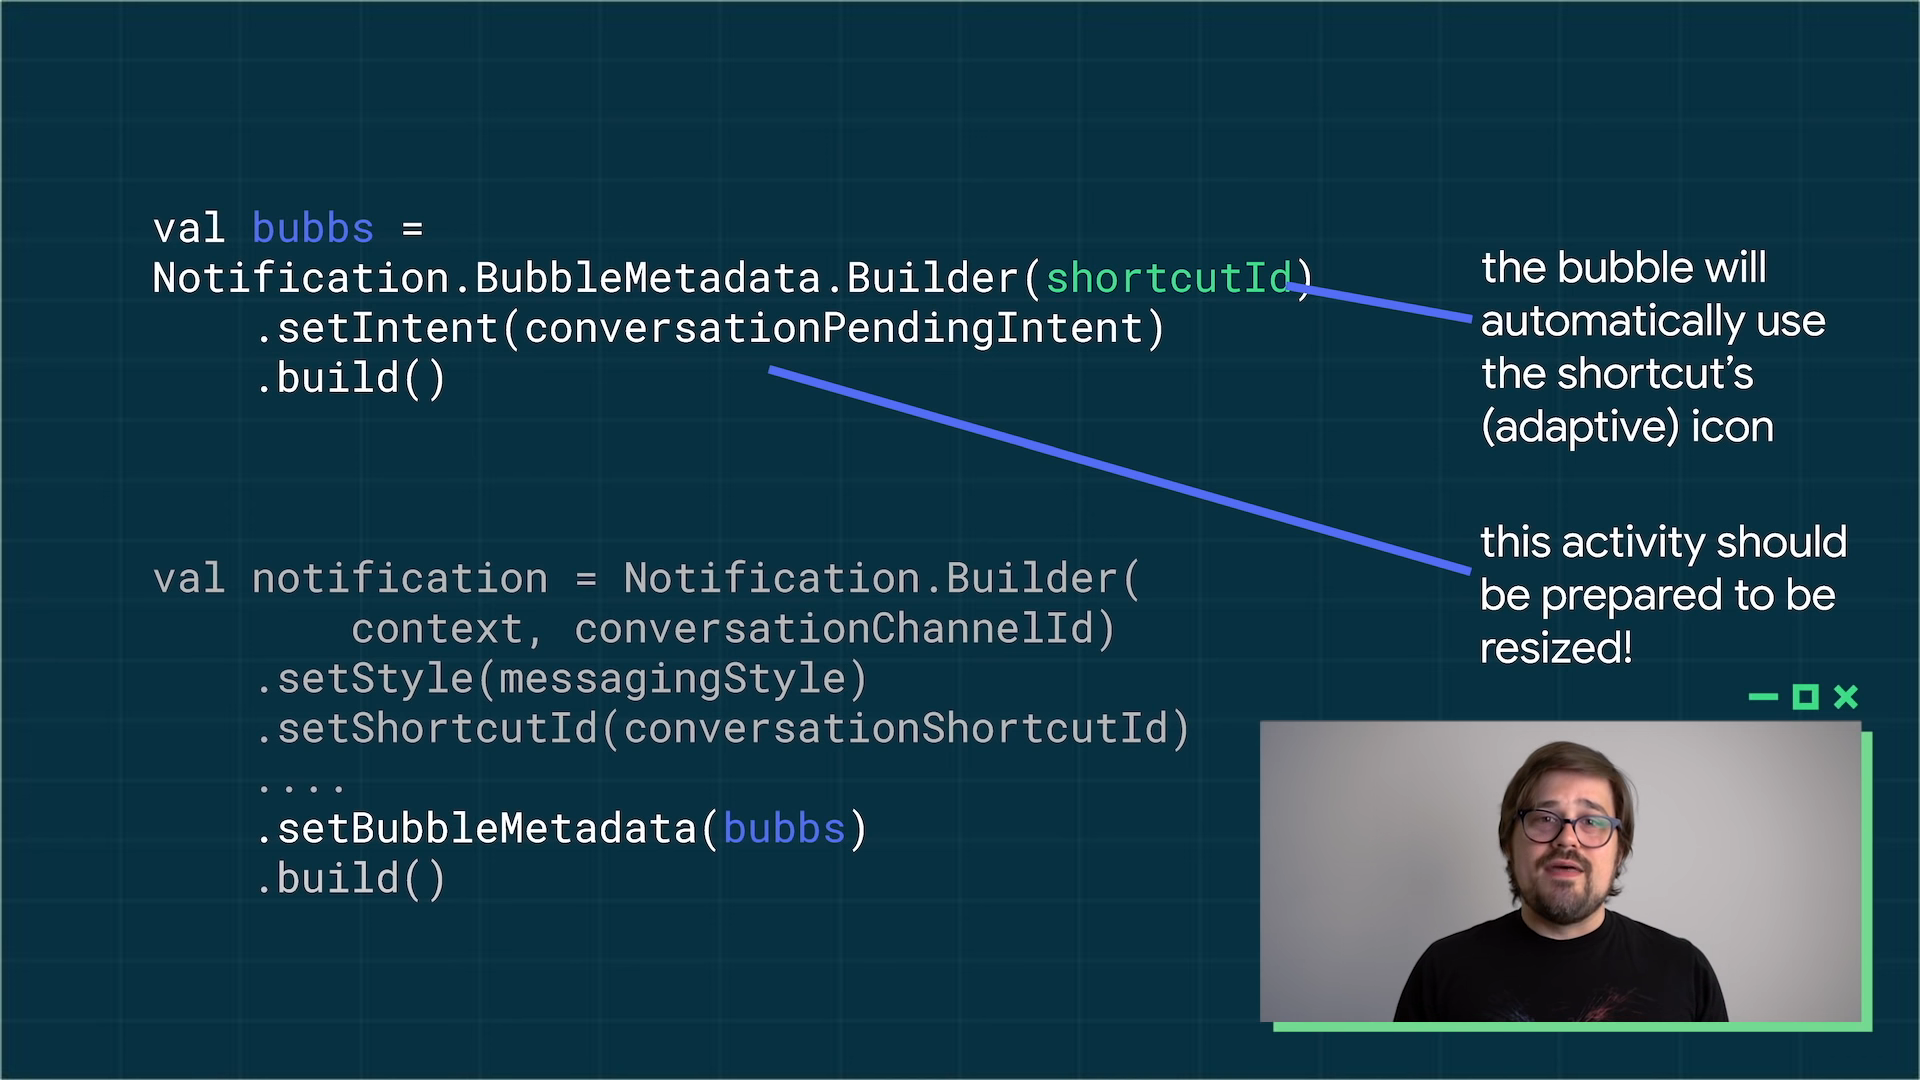 val bubbs =
Notification.BubbleMetadata.Builder(shortcutId)
    .setIntent(conversationPendingIntent)
    .build()
the bubble will
automatically use
the shortcut’s
(adaptive) icon
this activity should
be prepared to be
resized!
val notification = Notification.Builder(
        context, conversationChannelId)
    .setStyle(messagingStyle)
    .setShortcutId(conversationShortcutId)
    ....
    .setBubbleMetadata(bubbs)
    .build()